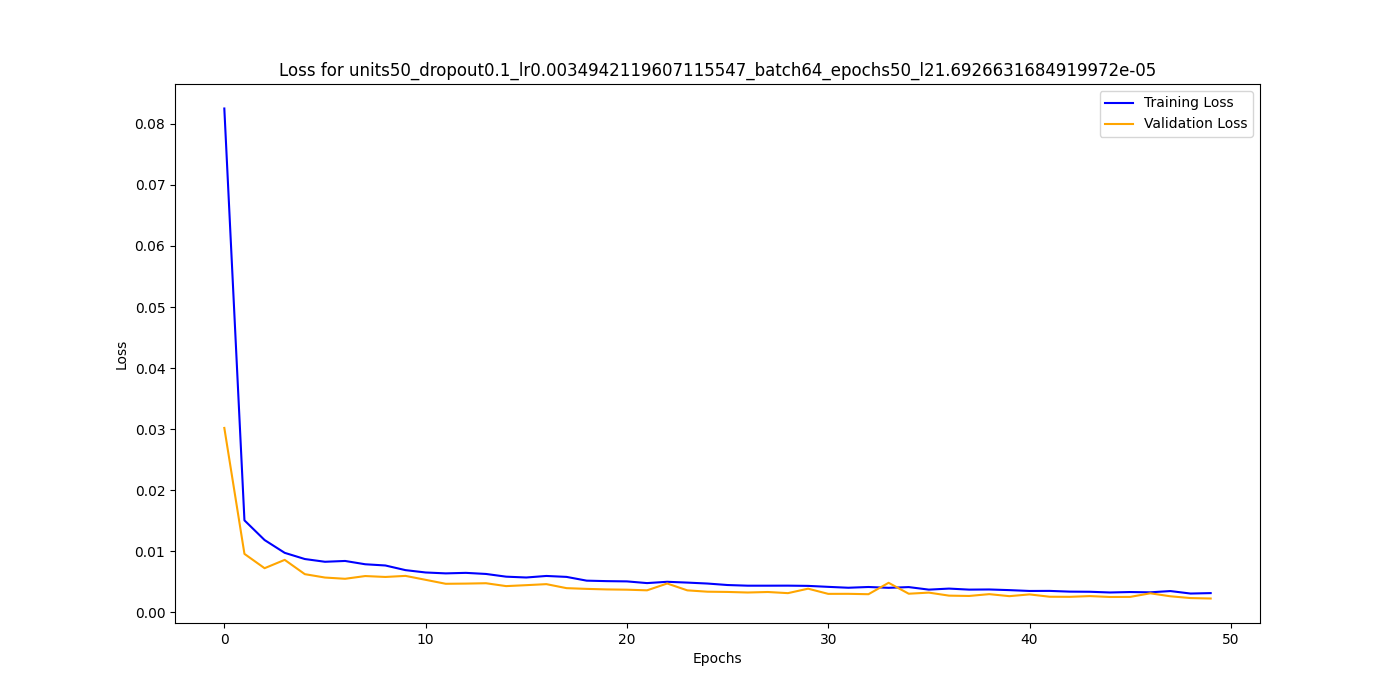 Loss for units50_dropout0.1_lr0.0034942119607115547_batch64_epochs50_l21.6926631684919972e-05
Training Loss
Validation Loss
0.08
0.07
0.06
0.05
0.04
0.03
0.02
0.01
0.00
Loss
0 10 20 30 40 50
Epochs